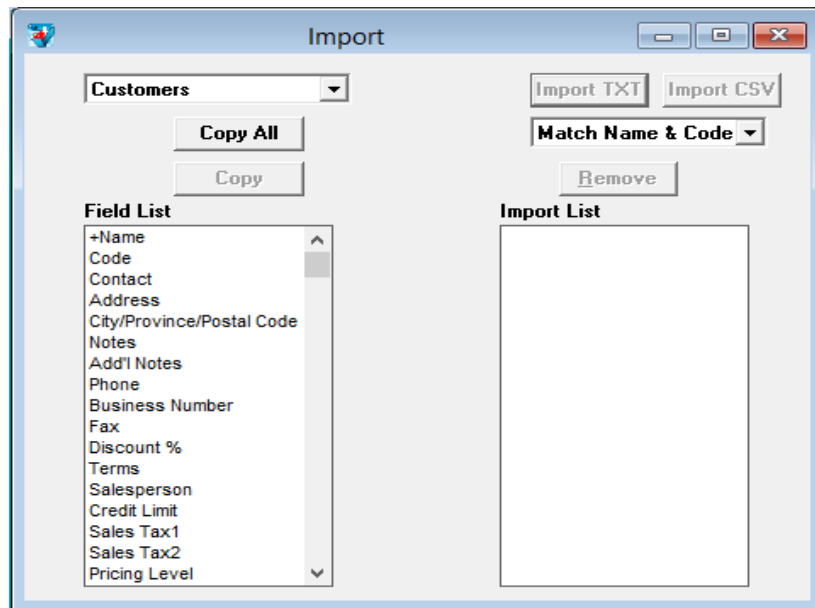 Import
Customers
Import TXT
Import CSV
Copy All
Match Name & Code
Copy
Remove
Field List
Import List
+Name
Code
Contact
Address
City/Province/Postal Code
Notes
Add'l Notes
Phone
Business Number
Fax
Discount %
Terms
Salesperson
Credit Limit
Sales Tax1
Sales Tax2
Pricing Level